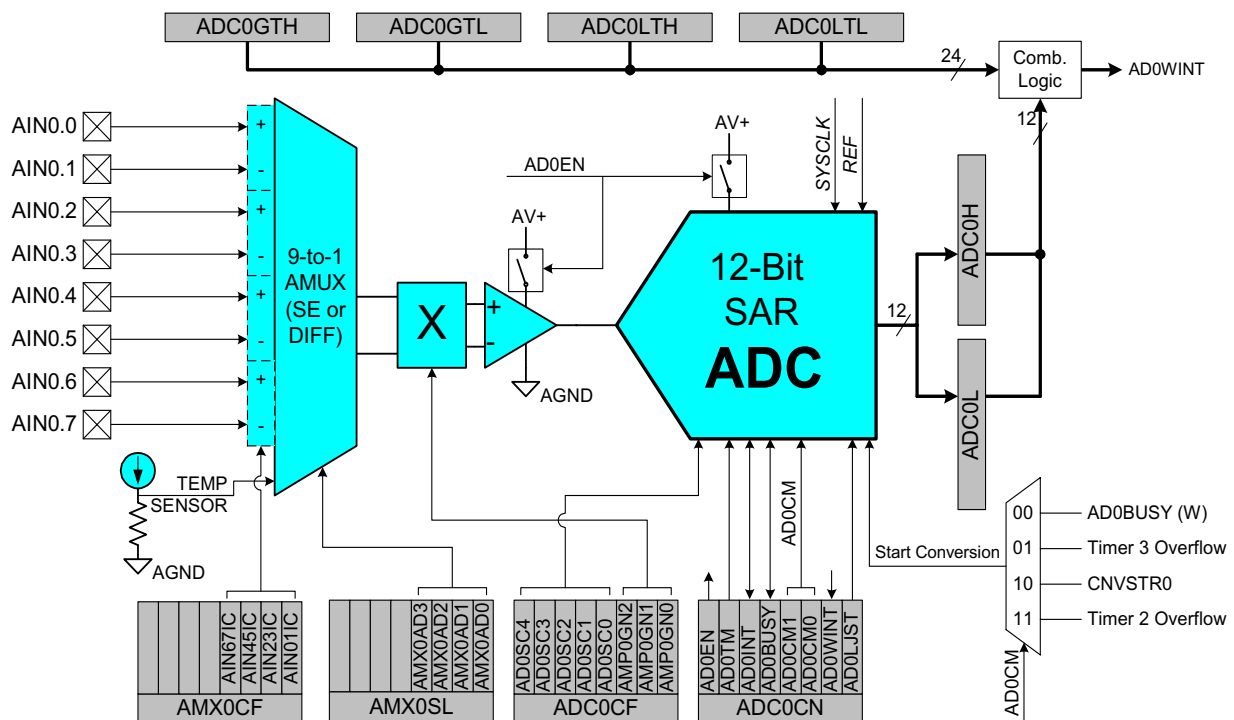 ADC0GTH
ADC0GTL
ADC0LTH
ADC0LTL
24
Comb.
Logic
AD0WINT
12
AIN0.0
AIN0.1
AIN0.2
AIN0.3
AIN0.4
AIN0.5
AIN0.6
AIN0.7
+
-
+
-
+
-
+
-
9-to-1
AMUX
(SE or
DIFF)
X
+
-
AV+
AGND
AD0EN
AV+
SYSCLK
REF
12-Bit
SAR
ADC
12
ADC0H
ADC0L
TEMP
SENSOR
AGND
AD0CM
Start Conversion
00
AD0BUSY (W)
01
Timer 3 Overflow
10
CNVSTR0
11
Timer 2 Overflow
AD0CM
AIN67IC
AIN45IC
AIN23IC
AIN01IC
AMX0CF
AMX0AD3
AMX0AD2
AMX0AD1
AMX0AD0
AMX0SL
AD0SC4
AD0SC3
AD0SC2
AD0SC1
AD0SC0
AMP0GN2
AMP0GN1
AMP0GN0
ADC0CF
AD0EN
AD0TM
AD0INT
AD0BUSY
AD0CM1
AD0CM0
AD0WINT
AD0LJST
ADC0CN